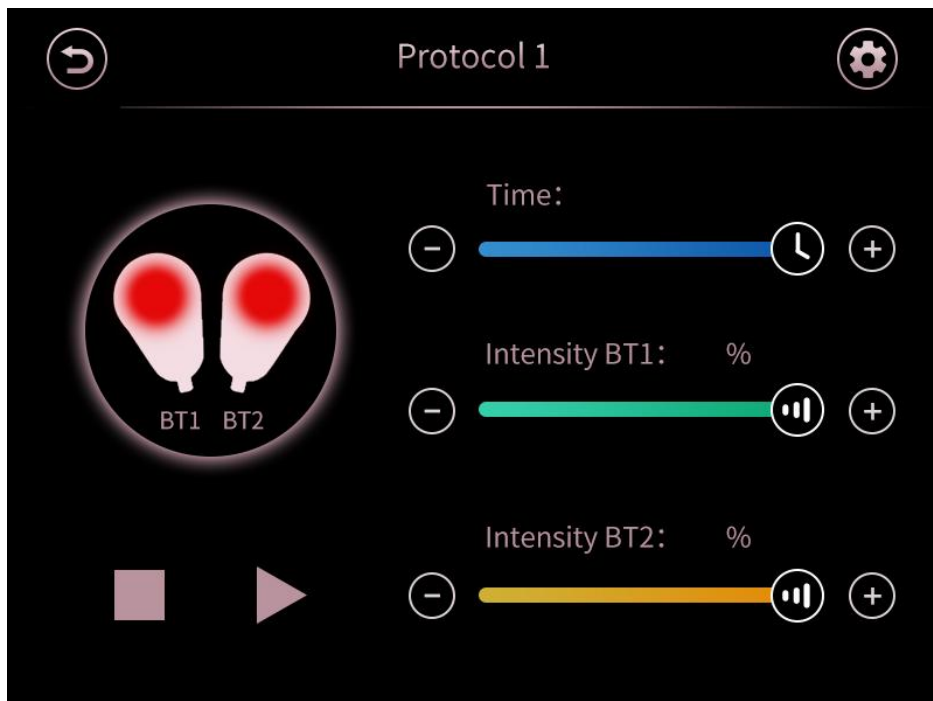 Protocol 1
Time:
Intensity BT1: %
BT1 BT2
Intensity BT2: %